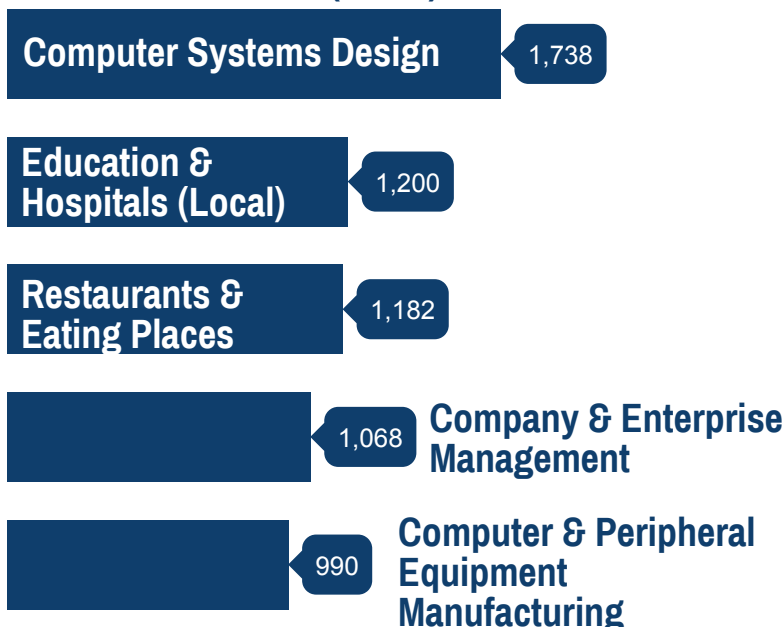 Computer Systems Design
1,738
Education &
Hospitals (Local)
1,200
Restaurants &
Eating Places
1,182
1,068
Company & Enterprise
Management
990
Computer & Peripheral
Equipment
Manufacturing